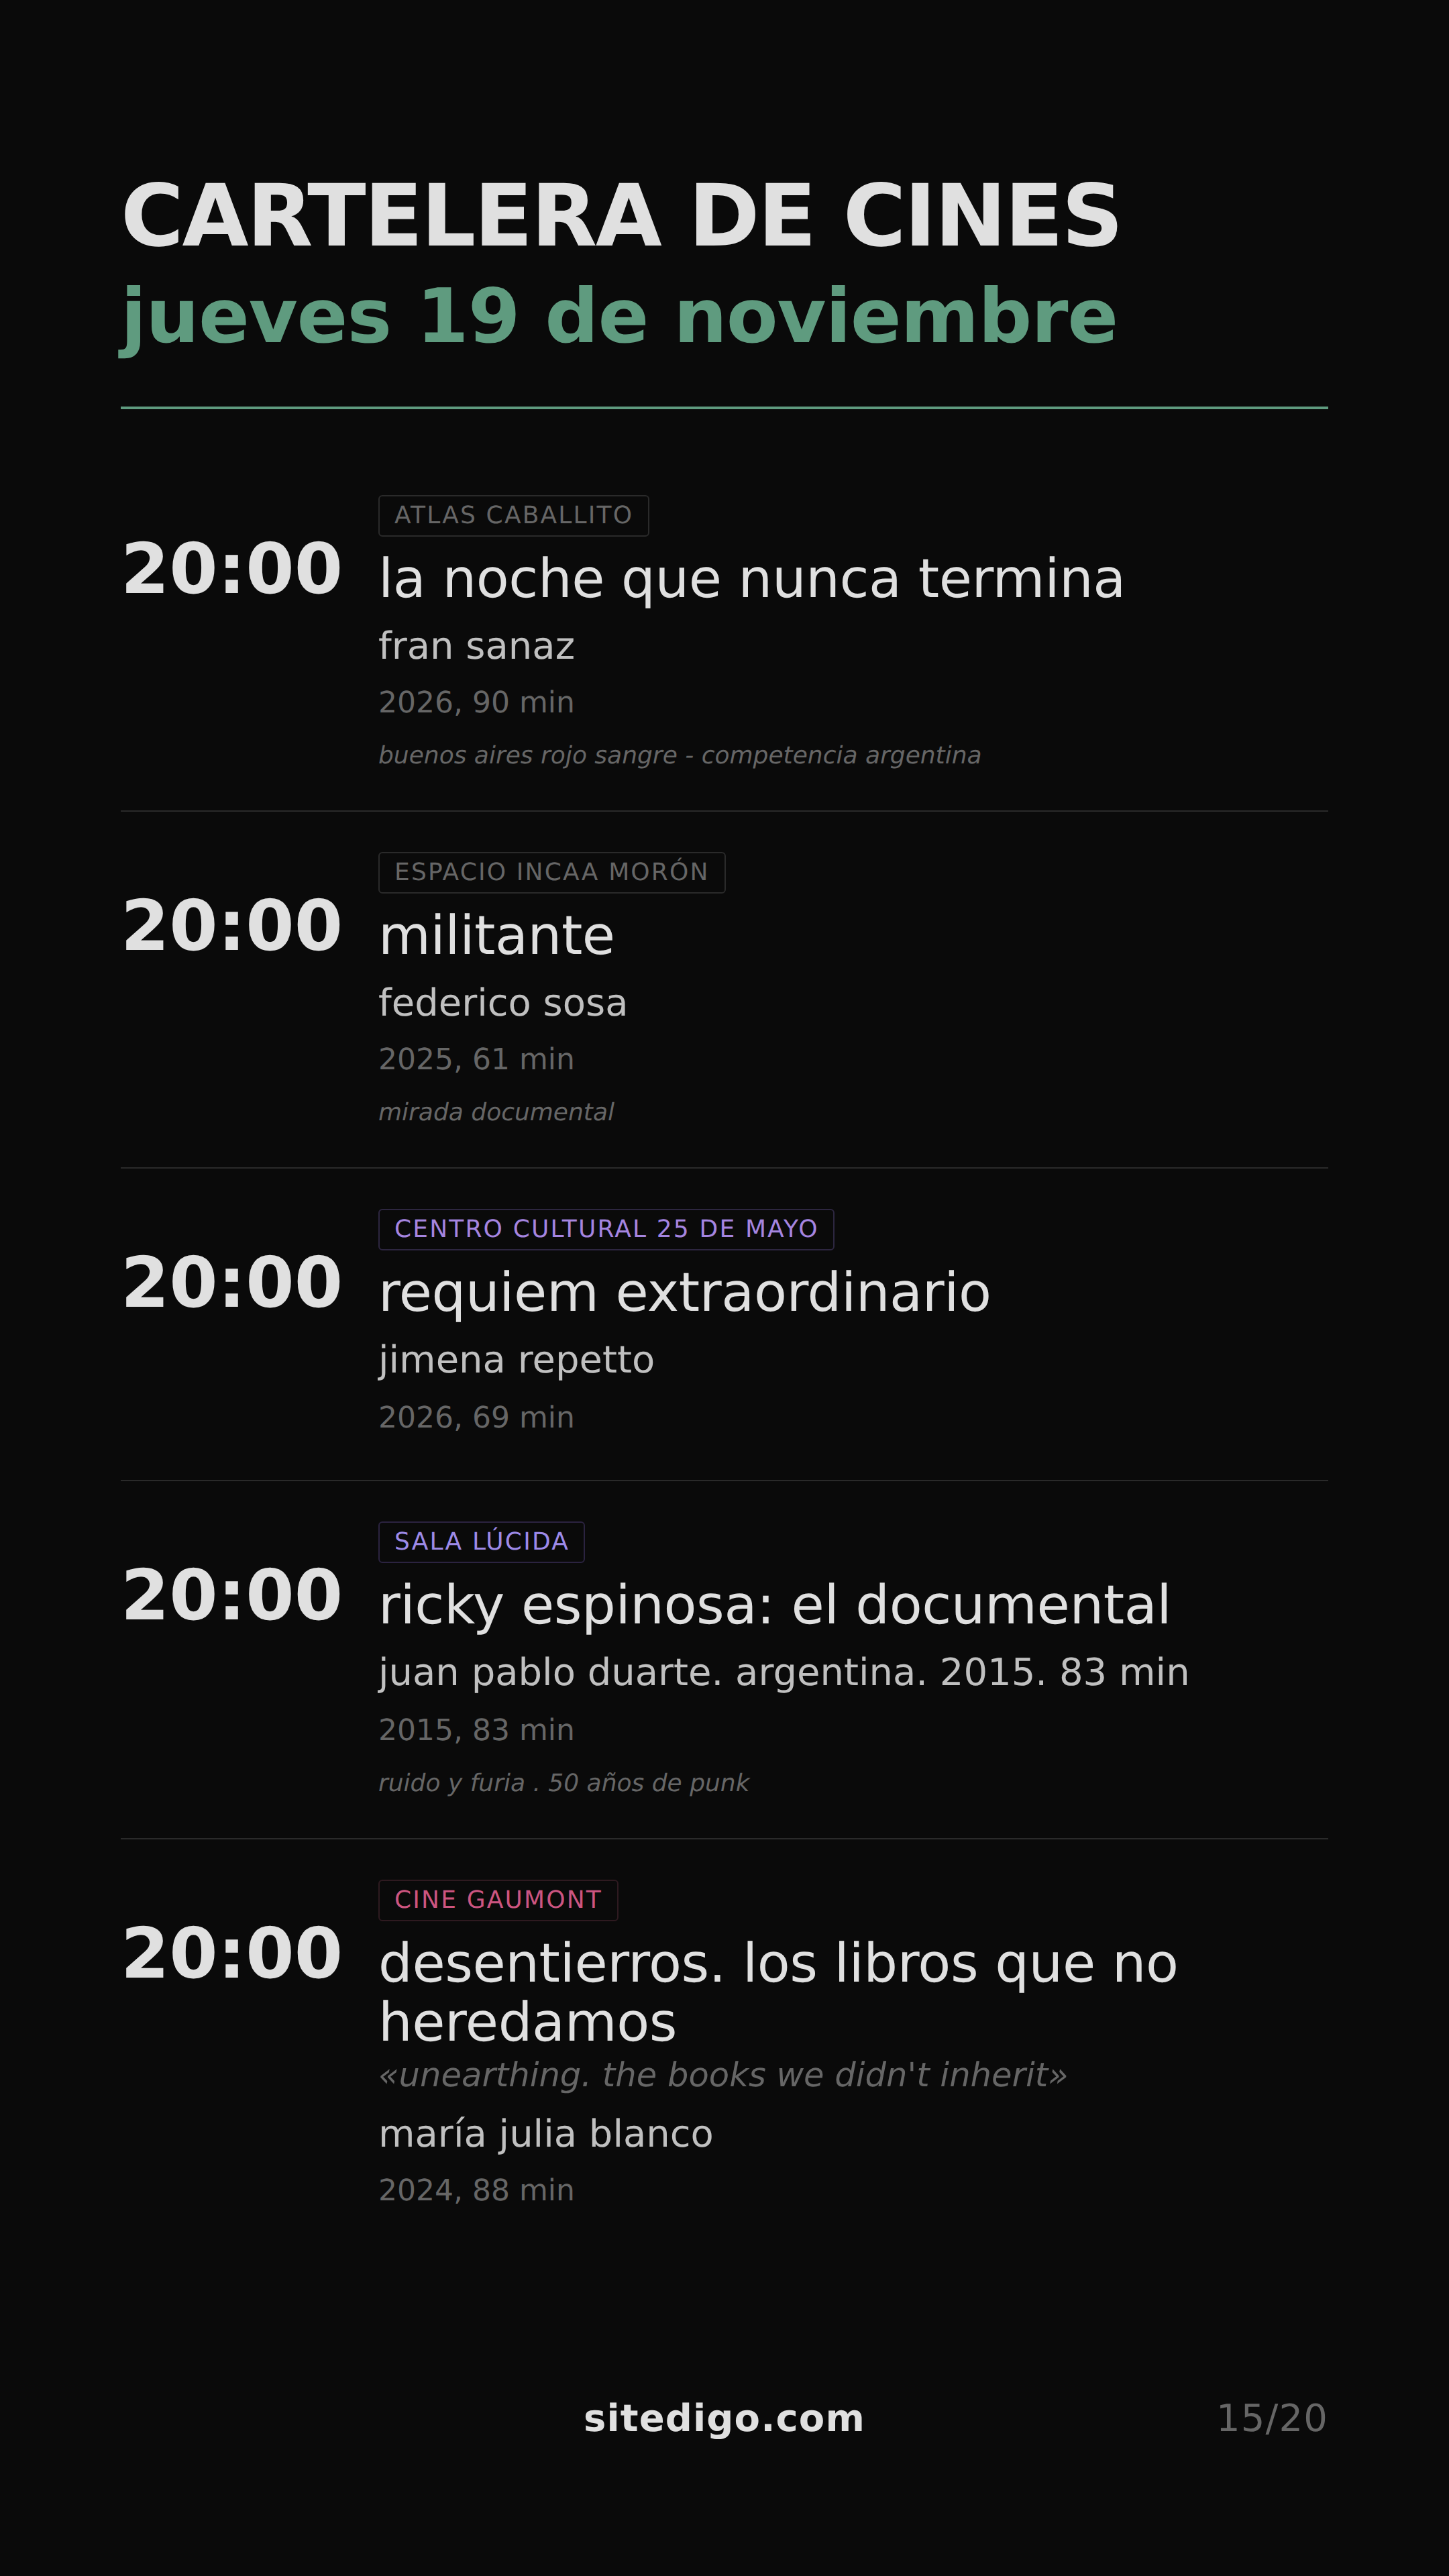 CARTELERA DE CINES
jueves 19 de noviembre
ATLAS CABALLITO
20:00
la noche que nunca termina
fran sanaz
2026, 90 min
buenos aires rojo sangre - competencia argentina
ESPACIO INCAA MORÓN
20:00
militante
federico sosa
2025, 61 min
mirada documental
CENTRO CULTURAL 25 DE MAYO
20:00
requiem extraordinario
jimena repetto
2026, 69 min
SALA LÚCIDA
20:00
ricky espinosa: el documental
juan pablo duarte. argentina. 2015. 83 min
2015, 83 min
ruido y furia . 50 años de punk
CINE GAUMONT
20:00
desentierros. los libros que no
heredamos
«unearthing. the books we didn't inherit»
maría julia blanco
2024, 88 min
sitedigo.com
15/20